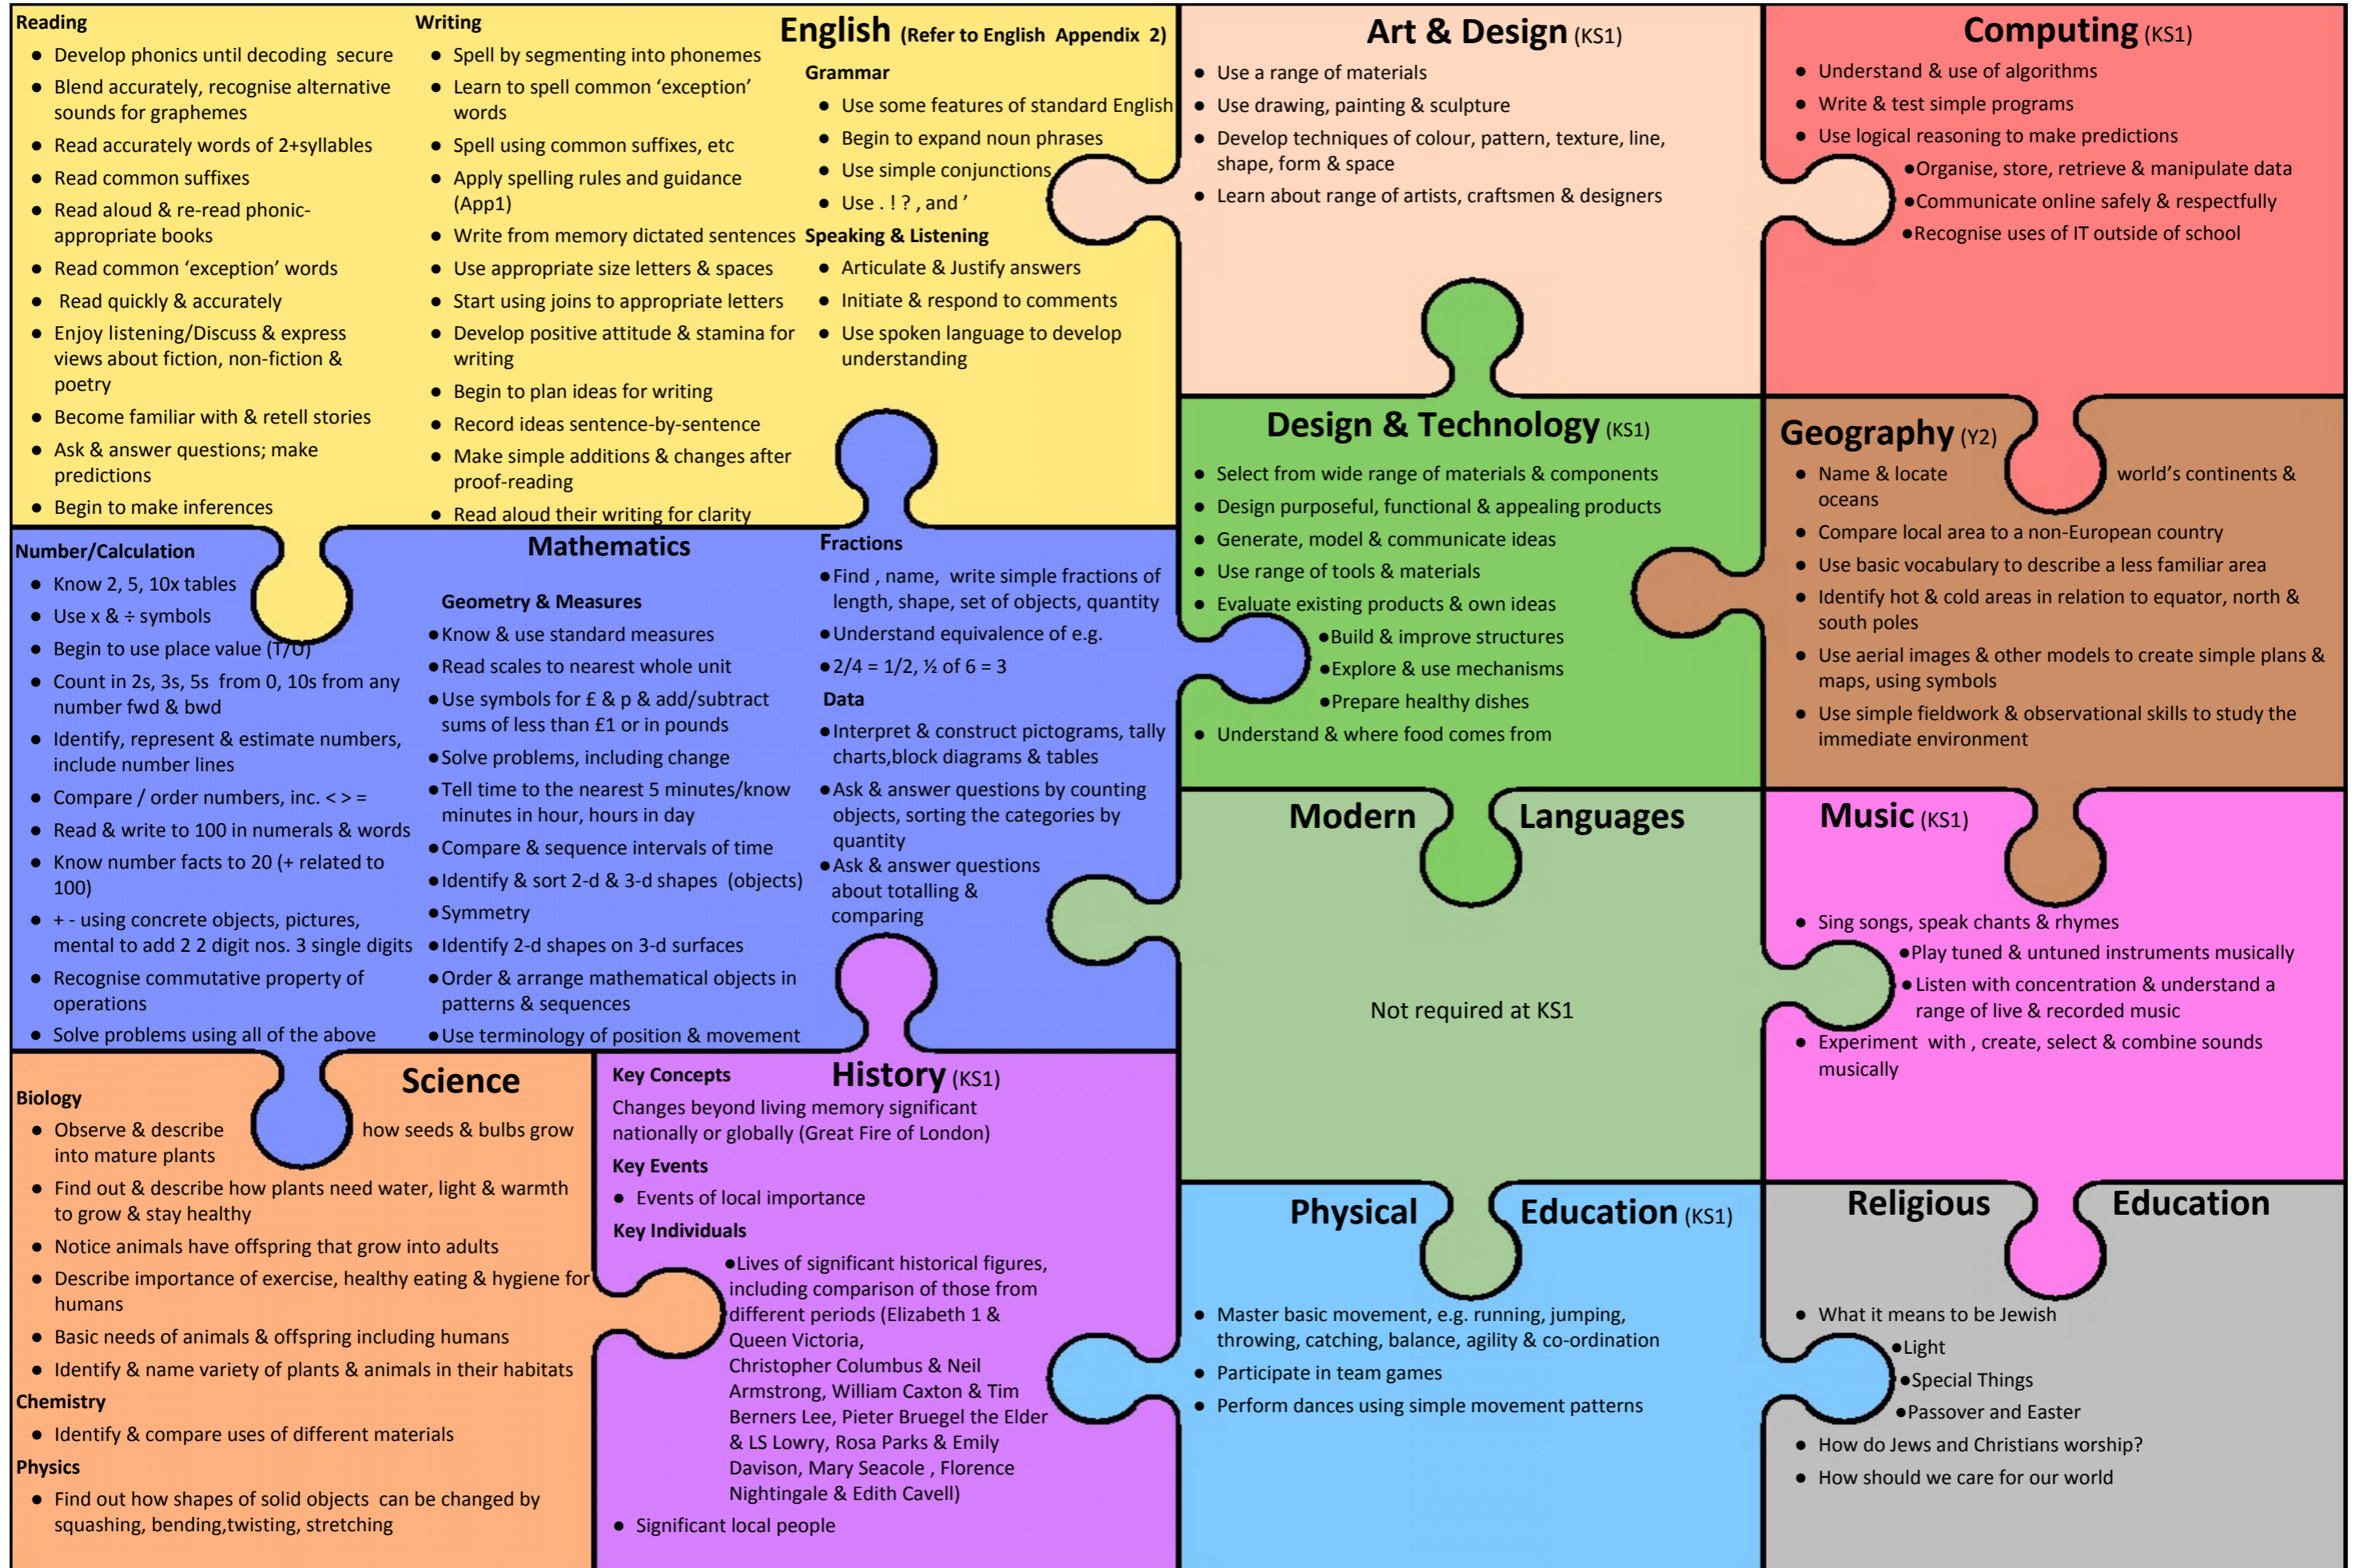 Reading
● Develop phonics until decoding secure
● Blend accurately, recognise alternative
sounds for graphemes
● Read accurately words of 2+syllables
● Read common suffixes
● Read aloud & re-read phonic-
appropriate books
● Read common ‘exception’ words
● Read quickly & accurately
● Enjoy listening/Discuss & express
views about fiction, non-fiction &
poetry
● Become familiar with & retell stories
● Ask & answer questions; make
predictions
● Begin to make inferences
Writing
● Spell by segmenting into phonemes
● Learn to spell common ‘exception’
words
● Spell using common suffixes, etc
● Apply spelling rules and guidance
(App1)
● Write from memory dictated sentences
● Use appropriate size letters & spaces
● Start using joins to appropriate letters
● Develop positive attitude & stamina for
writing
● Begin to plan ideas for writing
● Record ideas sentence-by-sentence
● Make simple additions & changes after
proof-reading
● Read aloud their writing for clarity
English (Refer to English Appendix 2)
Grammar
● Use some features of standard English
● Begin to expand noun phrases
● Use simple conjunctions
● Use . ! ? , and ’
Speaking & Listening
● Articulate & Justify answers
● Initiate & respond to comments
● Use spoken language to develop
understanding
Art & Design (KS1)
● Use a range of materials
● Use drawing, painting & sculpture
● Develop techniques of colour, pattern, texture, line,
shape, form & space
● Learn about range of artists, craftsmen & designers
Computing (KS1)
● Understand & use of algorithms
● Write & test simple programs
● Use logical reasoning to make predictions
●Organise, store, retrieve & manipulate data
●Communicate online safely & respectfully
●Recognise uses of IT outside of school
Number/Calculation
● Know 2, 5, 10x tables
● Use x & ÷ symbols
● Begin to use place value (T/U)
● Count in 2s, 3s, 5s from 0, 10s from any
number fwd & bwd
● Identify, represent & estimate numbers,
include number lines
● Compare / order numbers, inc. < > =
● Read & write to 100 in numerals & words
● Know number facts to 20 (+ related to
100)
● + - using concrete objects, pictures,
mental to add 2 2 digit nos. 3 single digits
● Recognise commutative property of
operations
● Solve problems using all of the above
Mathematics
Geometry & Measures
●Know & use standard measures
●Read scales to nearest whole unit
●Use symbols for £ & p & add/subtract
sums of less than £1 or in pounds
●Solve problems, including change
●Tell time to the nearest 5 minutes/know
minutes in hour, hours in day
●Compare & sequence intervals of time
●Identify & sort 2-d & 3-d shapes (objects)
●Symmetry
●Identify 2-d shapes on 3-d surfaces
●Order & arrange mathematical objects in
patterns & sequences
●Use terminology of position & movement
Fractions
●Find , name, write simple fractions of
length, shape, set of objects, quantity
●Understand equivalence of e.g.
●2/4 = 1/2, ½ of 6 = 3
Data
●Interpret & construct pictograms, tally
charts,block diagrams & tables
●Ask & answer questions by counting
objects, sorting the categories by
quantity
●Ask & answer questions
about totalling &
comparing
Design & Technology (KS1)
● Select from wide range of materials & components
● Design purposeful, functional & appealing products
● Generate, model & communicate ideas
● Use range of tools & materials
● Evaluate existing products & own ideas
●Build & improve structures
●Explore & use mechanisms
●Prepare healthy dishes
● Understand & where food comes from
Geography (Y2)
● Name & locate world’s continents &
oceans
● Compare local area to a non-European country
● Use basic vocabulary to describe a less familiar area
● Identify hot & cold areas in relation to equator, north &
south poles
● Use aerial images & other models to create simple plans &
maps, using symbols
● Use simple fieldwork & observational skills to study the
immediate environment
Modern Languages
Not required at KS1
Music (KS1)
● Sing songs, speak chants & rhymes
●Play tuned & untuned instruments musically
●Listen with concentration & understand a
range of live & recorded music
● Experiment with , create, select & combine sounds
musically
Science
Biology
● Observe & describe how seeds & bulbs grow
into mature plants
● Find out & describe how plants need water, light & warmth
to grow & stay healthy
● Notice animals have offspring that grow into adults
● Describe importance of exercise, healthy eating & hygiene for
humans
● Basic needs of animals & offspring including humans
● Identify & name variety of plants & animals in their habitats
Chemistry
● Identify & compare uses of different materials
Physics
● Find out how shapes of solid objects can be changed by
squashing, bending,twisting, stretching
History (KS1)
Key Concepts
Changes beyond living memory significant
nationally or globally (Great Fire of London)
Key Events
● Events of local importance
Key Individuals
●Lives of significant historical figures,
including comparison of those from
different periods (Elizabeth 1 &
Queen Victoria,
Christopher Columbus & Neil
Armstrong, William Caxton & Tim
Berners Lee, Pieter Bruegel the Elder
& LS Lowry, Rosa Parks & Emily
Davison, Mary Seacole , Florence
Nightingale & Edith Cavell)
● Significant local people
Physical Education (KS1)
● Master basic movement, e.g. running, jumping,
throwing, catching, balance, agility & co-ordination
● Participate in team games
● Perform dances using simple movement patterns
Religious Education
● What it means to be Jewish
●Light
●Special Things
●Passover and Easter
● How do Jews and Christians worship?
● How should we care for our world